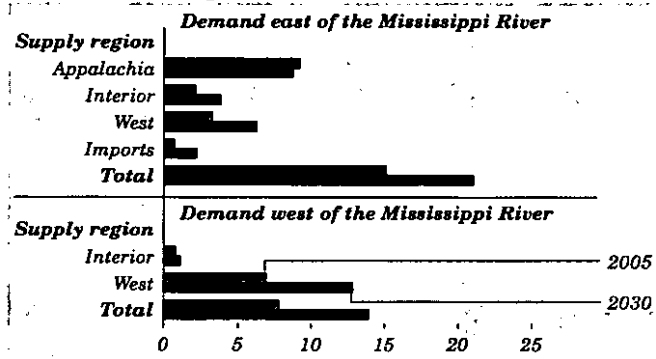 Demand east of the Mississippi River
Supply region
Appalachia
Interior
West
Imports
Total
Demand west of the Mississippi River
Supply region
Interior
2005
West
2030
Total
0 5 10 15 20 25